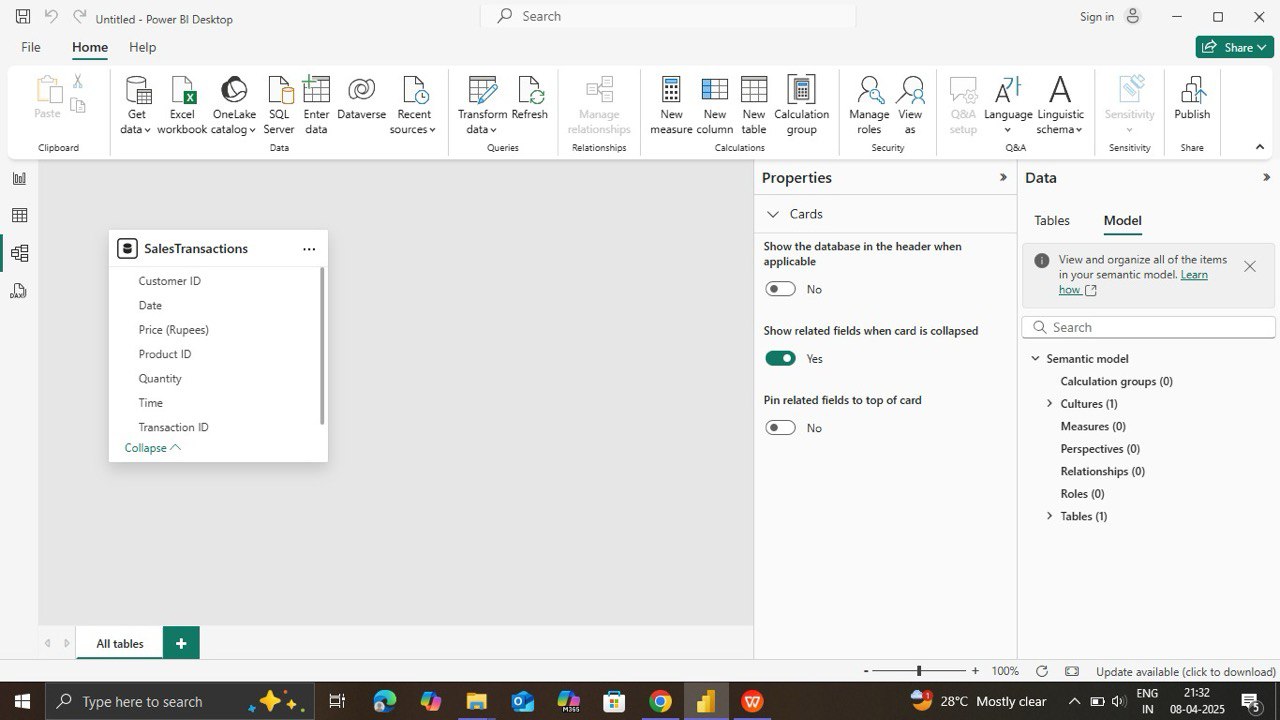 Untitled - Power BI Desktop
Search
Sign in
File
Home
Help
Share
Paste
Get data
Excel workbook
OneLake catalog
SQL Server
Enter data
Dataverse
Recent sources
Transform data
Refresh
Manage relationships
New measure
New column
New table
Calculation group
Manage roles
View as
Q&A setup
Language
Linguistic schema
Sensitivity
Publish
Clipboard
Data
Queries
Relationships
Calculations
Security
Q&A
Sensitivity
Share
SalesTransactions
Customer ID
Date
Price (Rupees)
Product ID
Quantity
Time
Transaction ID
Collapse
Properties
Cards
Show the database in the header when
applicable
No
Show related fields when card is collapsed
Yes
Pin related fields to top of card
No
Data
Tables
Model
View and organize all of the items
in your semantic model. Learn
how
Search
Semantic model
Calculation groups (0)
Cultures (1)
Measures (0)
Perspectives (0)
Relationships (0)
Roles (0)
Tables (1)
All tables
+
- + 100%
Update available (click to download)
Type here to search
M365
1
28°C Mostly clear
ENG
IN
21:32
08-04-2025
5